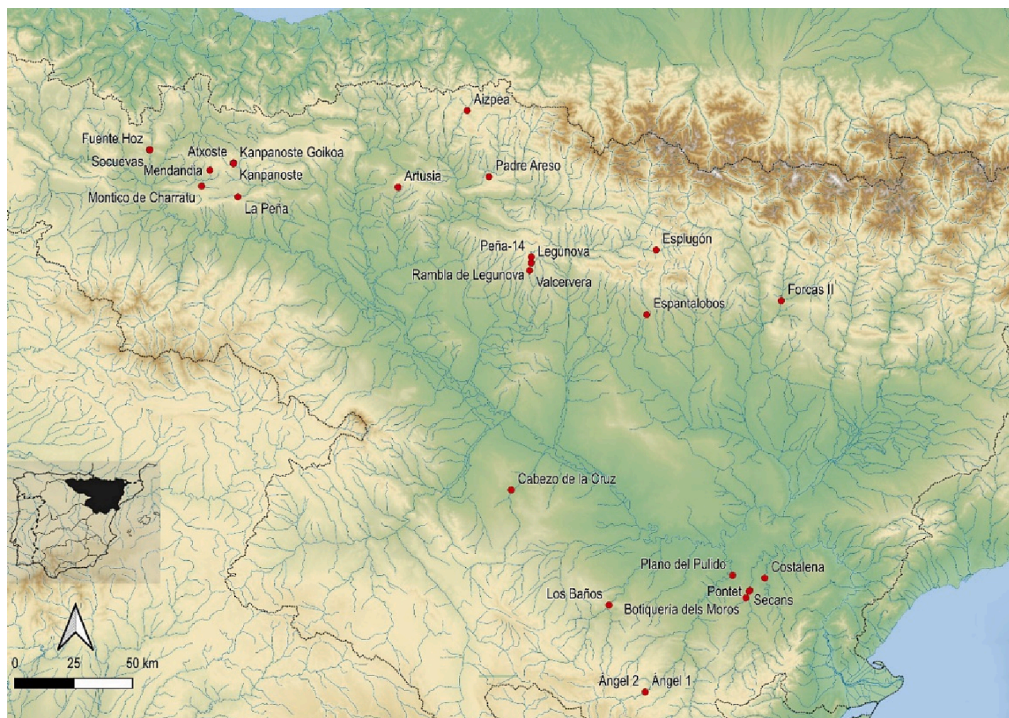 Aizpea
Fuente Hoz
Atxoste
Kanpanoste Goikoa
Socuevas
Mendandia
Kanpanoste
Padre Areso
Artusia
Montico de Charratu
La Peña
Peña-14
Legunova
Esplugón
Rambla de Legunova
Valcervera
Forcas II
Espantalobos
Cabezo de la Cruz
Plano del Pulido
Costalena
Pontet
Secans
Los Baños
Botiquería dels Moros
Ángel 2
Ángel 1
0
25
50 km